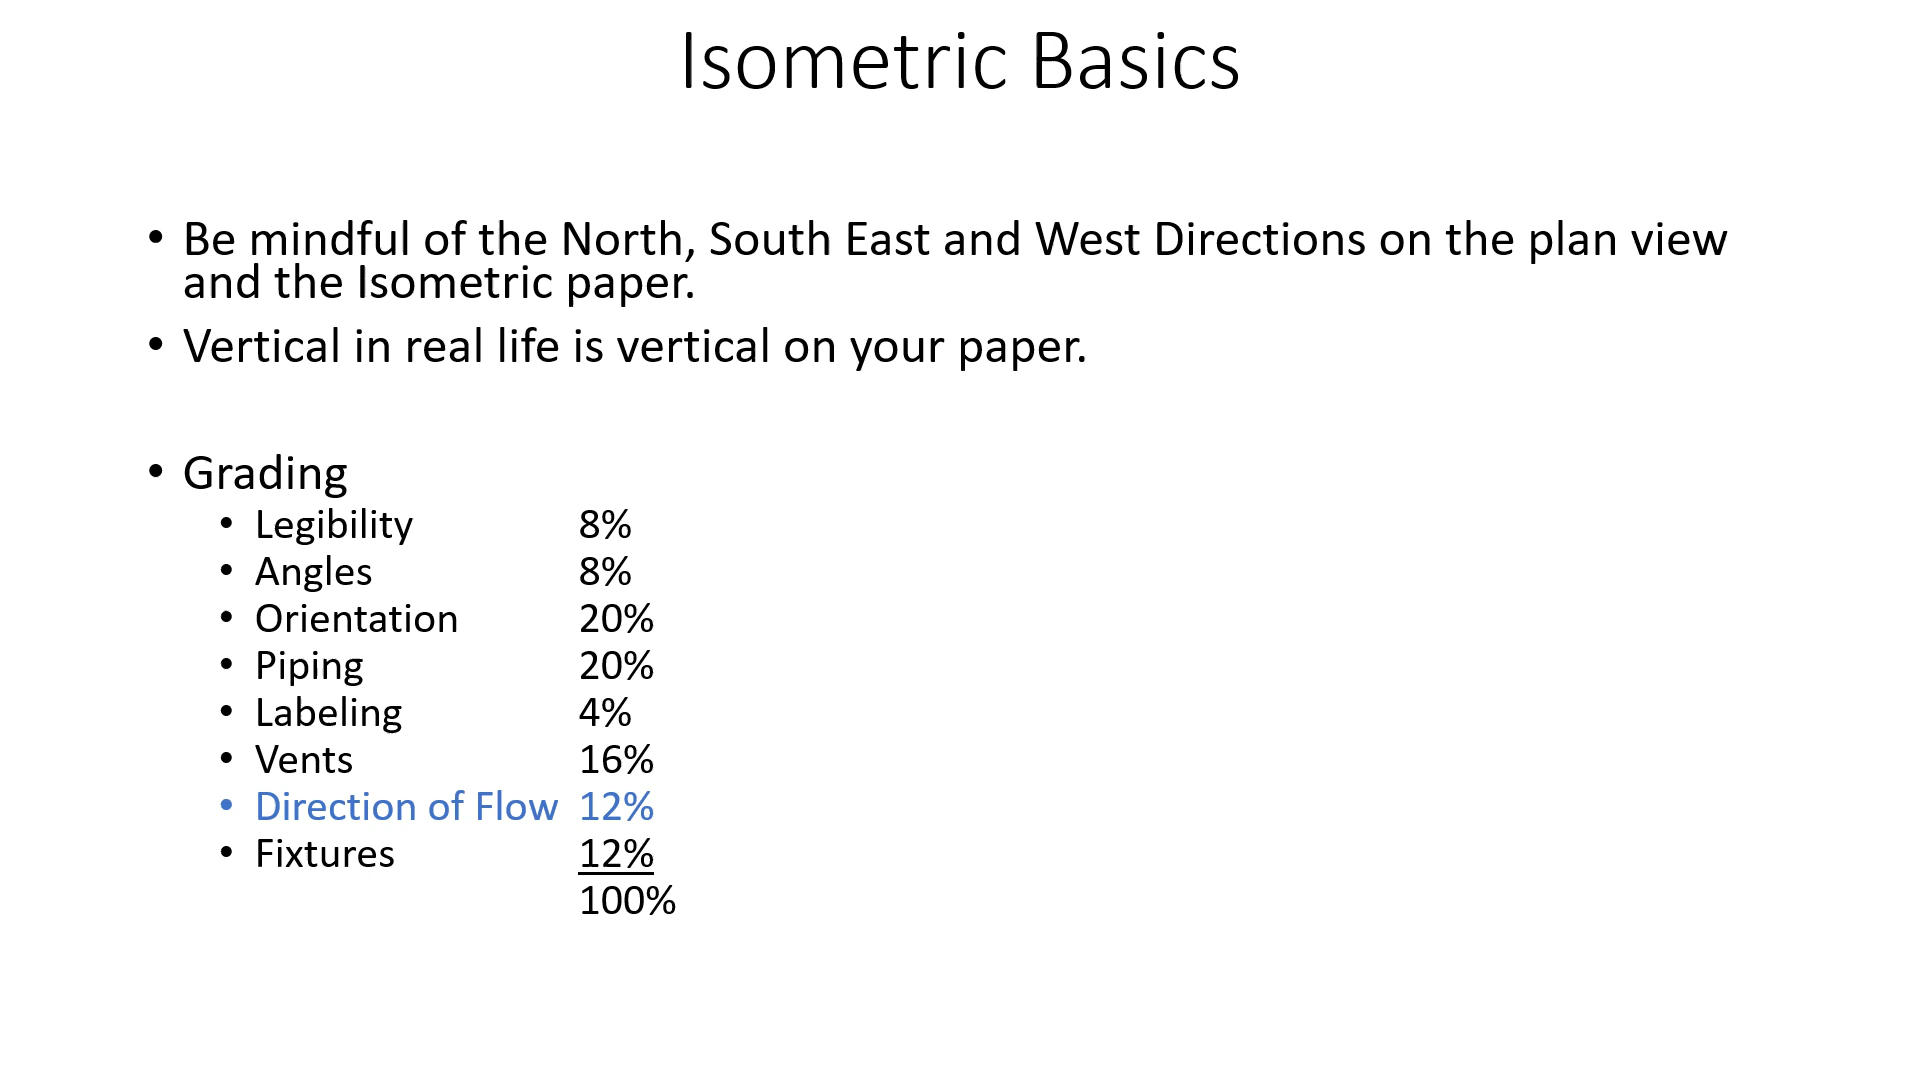 Isometric Basics
• Be mindful of the North, South East and West Directions on the plan view
and the Isometric paper.
• Vertical in real life is vertical on your paper.
• Grading
• Legibility 8%
• Angles 8%
• Orientation 20%
• Piping 20%
• Labeling 4%
• Vents 16%
• Direction of Flow 12%
• Fixtures 12%
100%